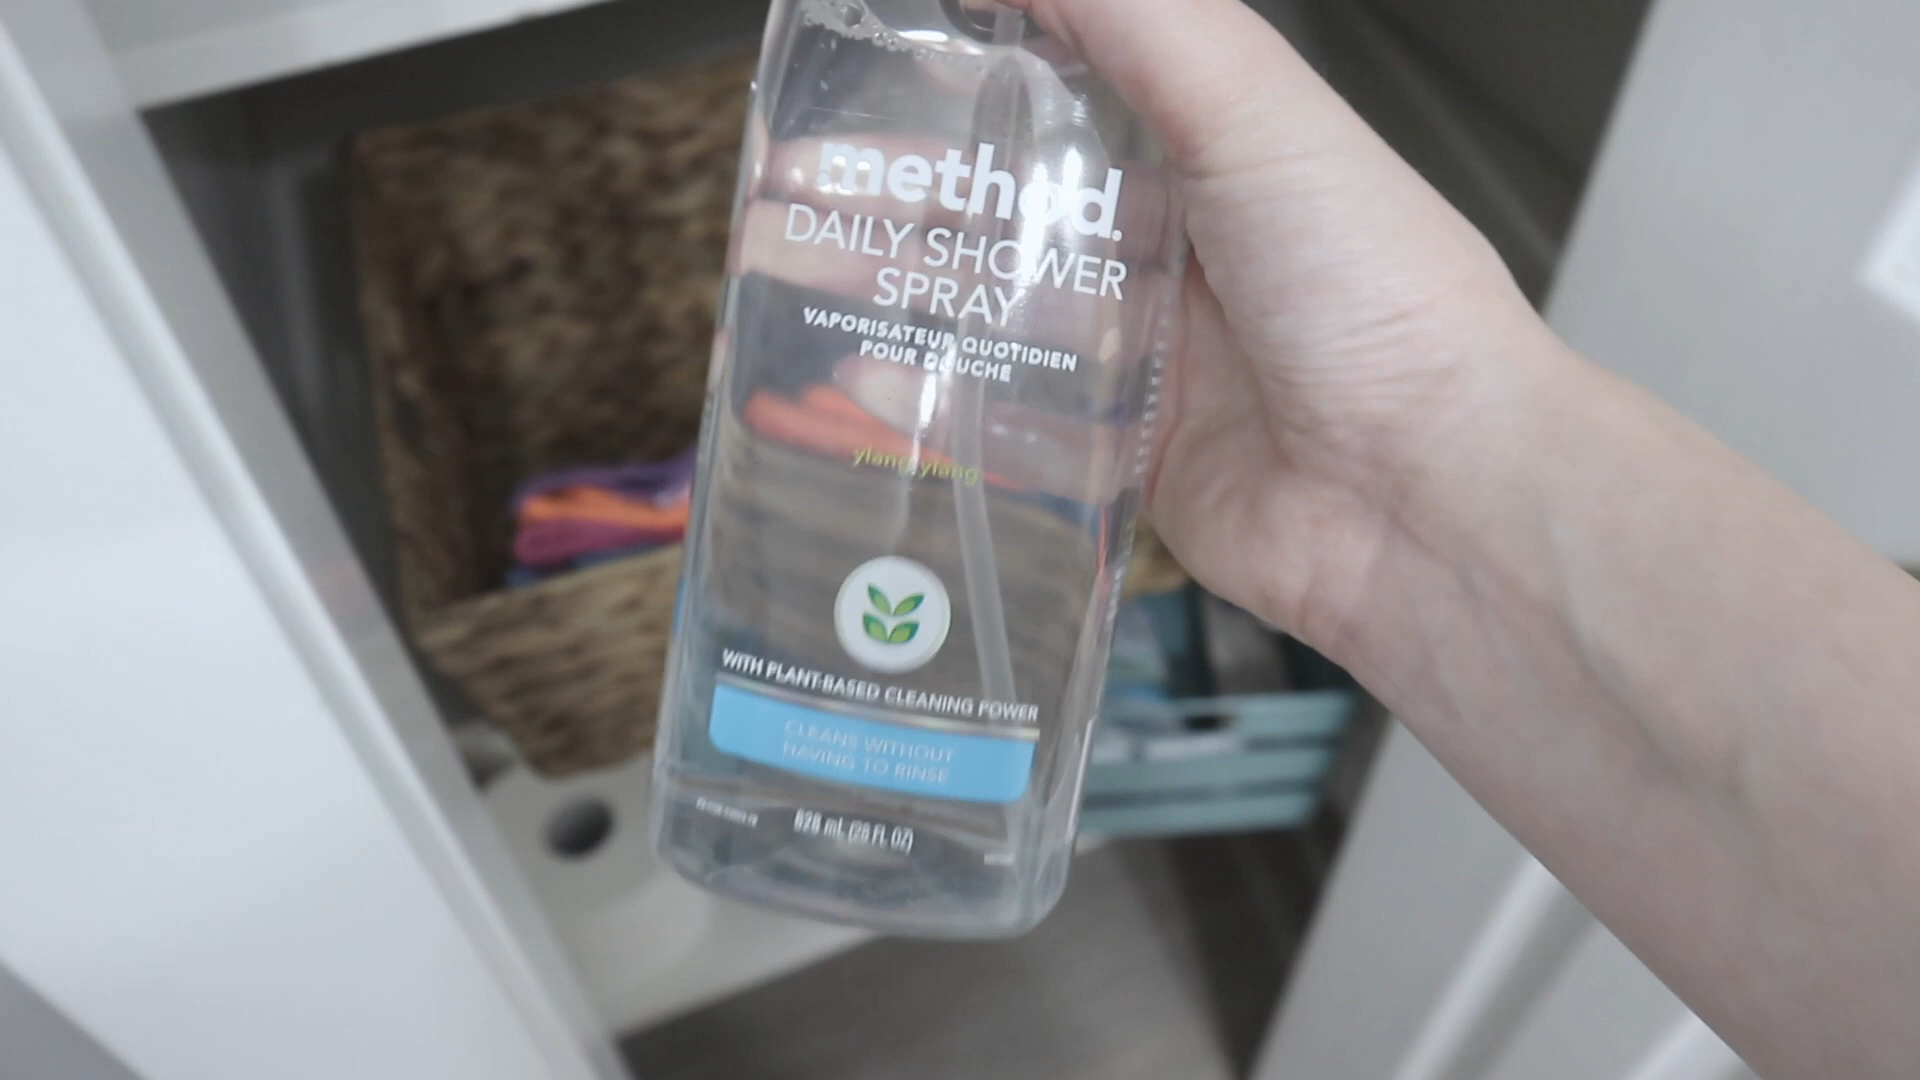 method.
DAILY SHOWER
SPRAY
VAPORISATEUR QUOTIDIEN
POUR DOUCHE
ylang ylang
WITH PLANT-BASED CLEANING POWER
CLEANS WITHOUT
HAVING TO RINSE
828 mL (28 FL OZ)